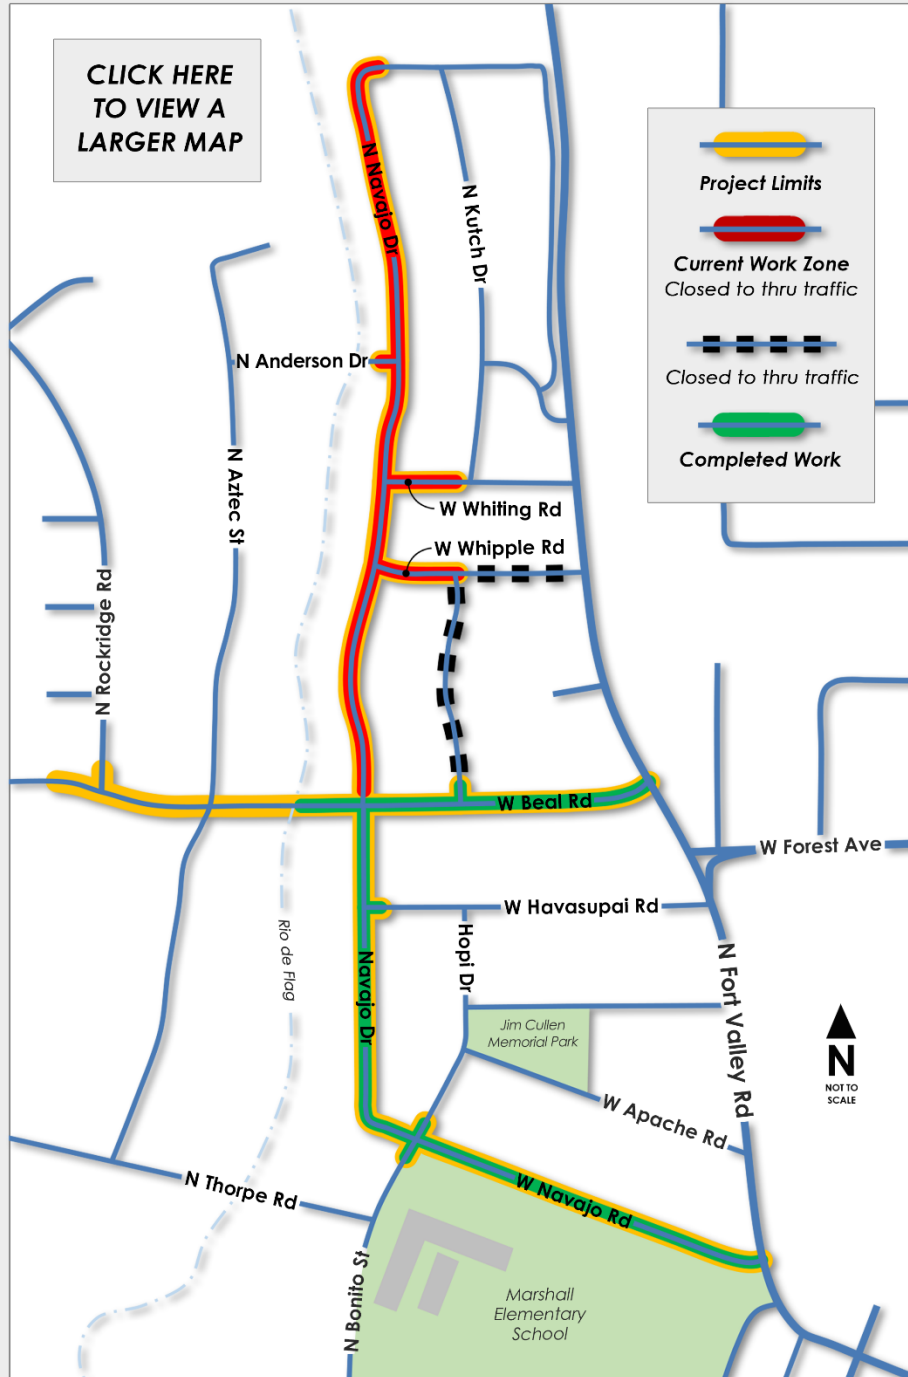 CLICK HERE
TO VIEW A
LARGER MAP
Project Limits
Current Work Zone
Closed to thru traffic
Closed to thru traffic
Completed Work
N Navajo Dr
N Kutch Dr
N Anderson Dr
N Aztec St
W Whiting Rd
W Whipple Rd
N Rockridge Rd
W Beal Rd
W Forest Ave
W Havasupai Rd
Hopi Dr
Rio de Flag
Navajo Dr
N Fort Valley Rd
Jim Cullen
Memorial Park
N
NOT TO
SCALE
W Apache Rd
N Thorpe Rd
W Navajo Rd
N Bonito St
Marshall
Elementary
School